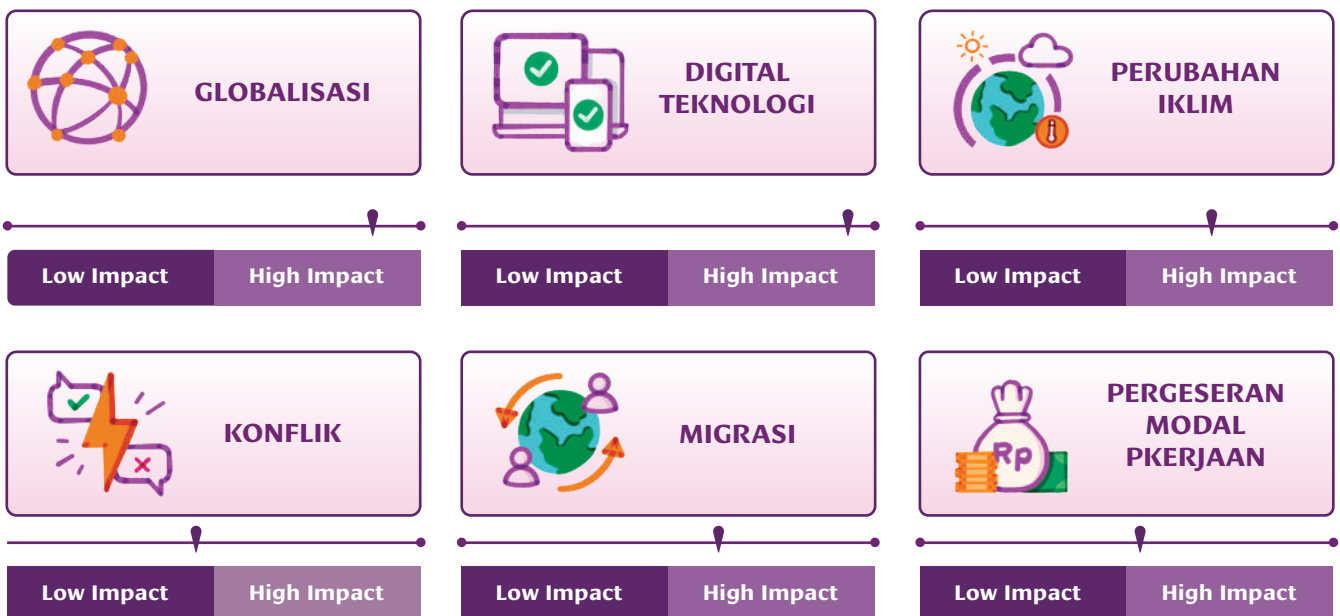 GLOBALISASI
DIGITAL
TEKNOLOGI
PERUBAHAN
IKLIM
Low Impact
High Impact
Low Impact
High Impact
Low Impact
High Impact
KONFLIK
MIGRASI
PERGESERAN
MODAL
PKERJAAN
Rp
Low Impact
High Impact
Low Impact
High Impact
Low Impact
High Impact